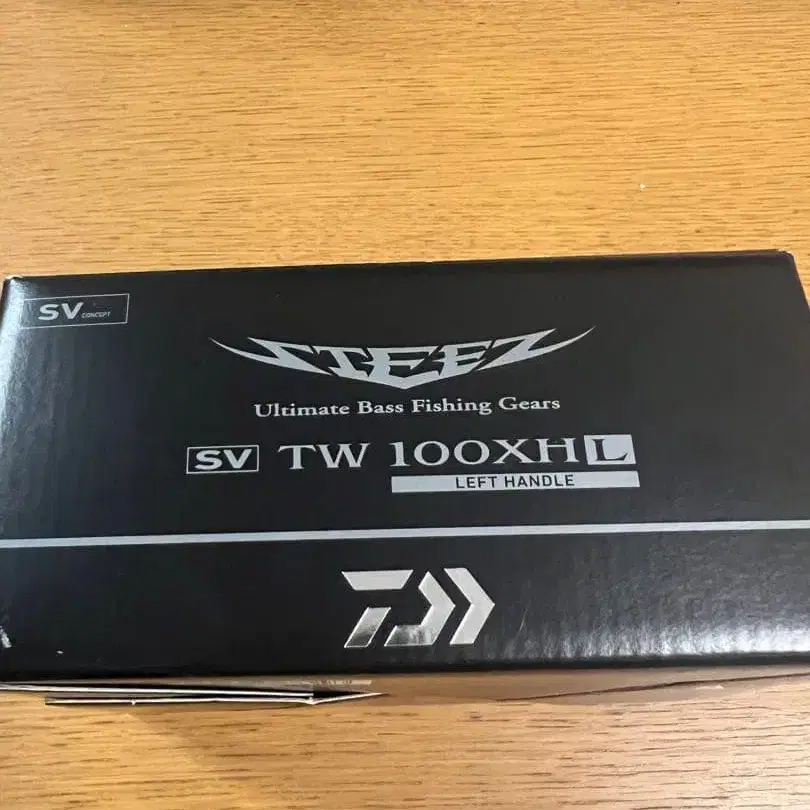 SV CONCEPT
STEEZ
Ultimate Bass Fishing Gears
SV TW 100XHL
LEFT HANDLE